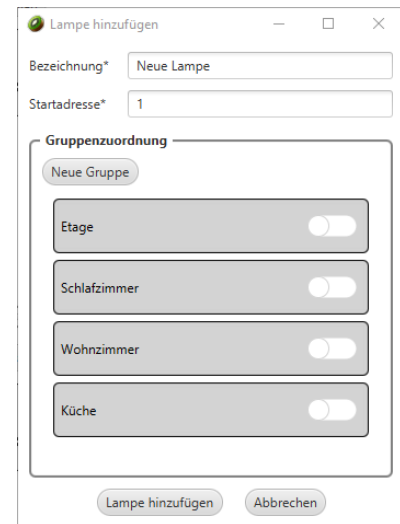 Lampe hinzufügen
Bezeichnung* Neue Lampe
Startadresse* 1
Gruppenzuordnung
Neue Gruppe
Etage
Schlafzimmer
Wohnzimmer
Küche
Lampe hinzufügen Abbrechen